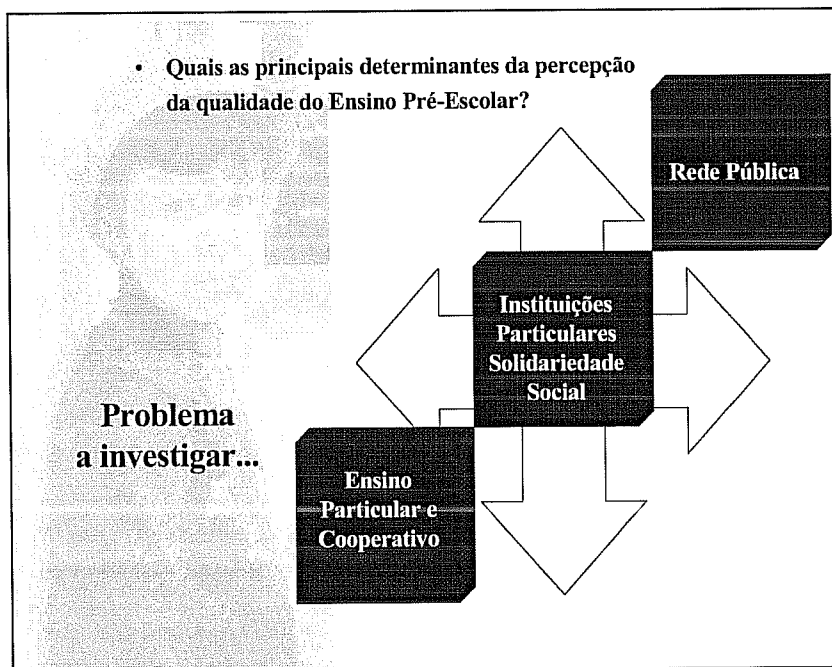 • Quais as principais determinantes da percepção
da qualidade do Ensino Pré-Escolar?
Rede Pública
Instituições
Particulares
Solidariedade
Social
Problema
a investigar...
Ensino
Particular e
Cooperativo